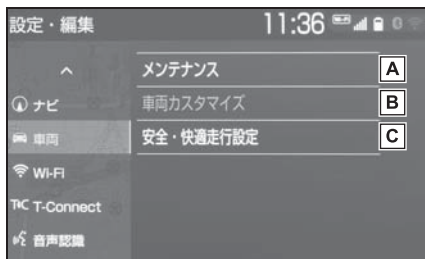 設定・編集 11:36
メンテナンス A
ナビ 車両カスタマイズ B
車両 安全・快適走行設定 C
Wi-Fi
T-Connect
音声認識